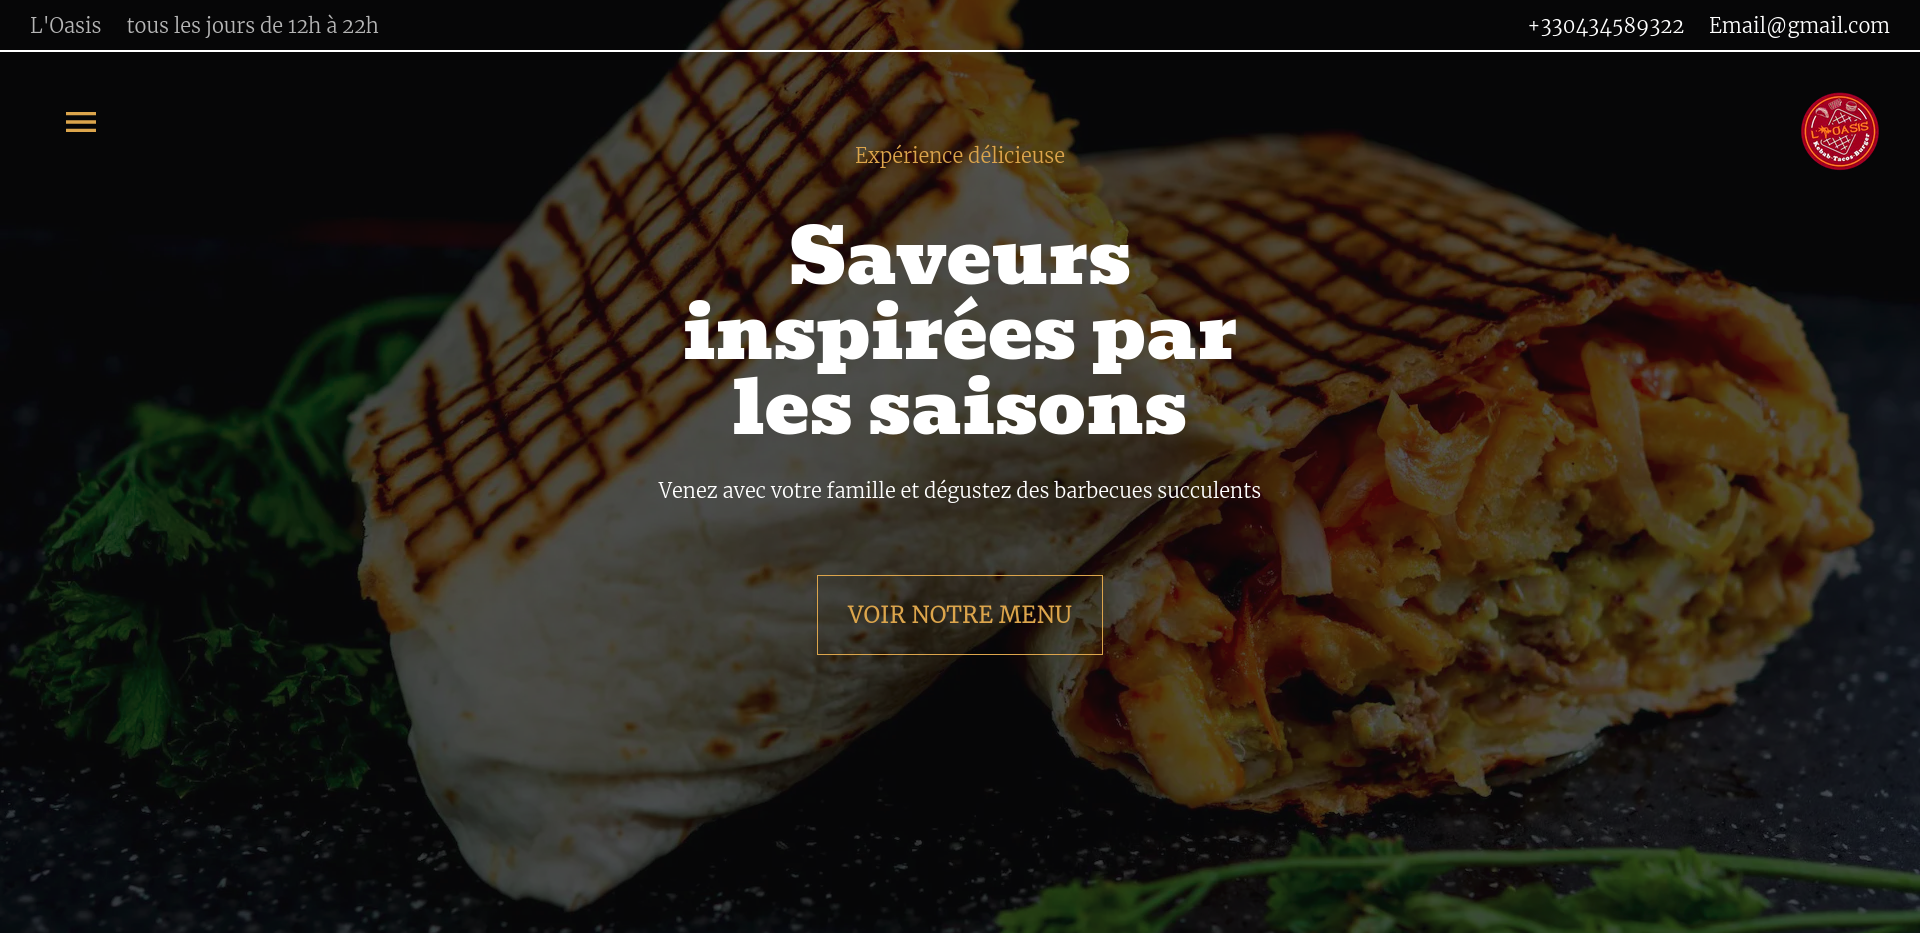 L'Oasis tous les jours de 12h à 22h +330434589322 Email@gmail.com
L'OASIS
Kebab-Tacos-Burger
Expérience délicieuse
Saveurs
inspirées par
les saisons
Venez avec votre famille et dégustez des barbecues succulents
VOIR NOTRE MENU